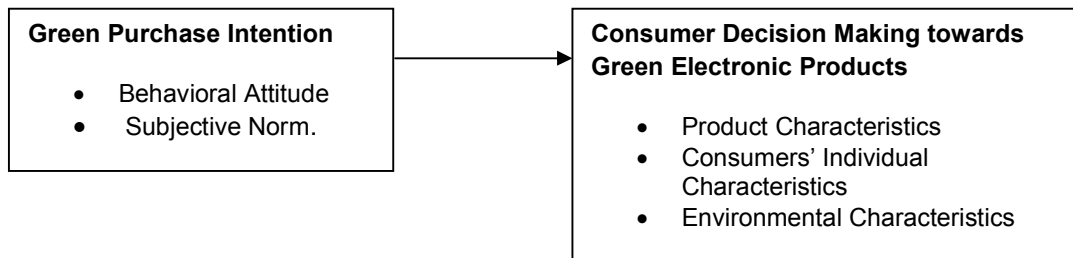 Green Purchase Intention
• Behavioral Attitude
• Subjective Norm.
Consumer Decision Making towards
Green Electronic Products
• Product Characteristics
• Consumers’ Individual
Characteristics
• Environmental Characteristics